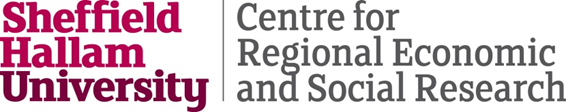 Sheffield
Hallam
University
Centre for
Regional Economic
and Social Research